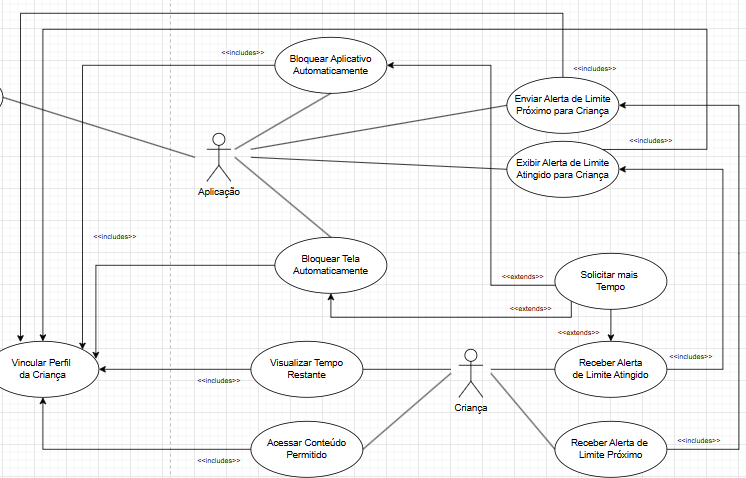 <<includes>>
Bloquear Aplicativo
Automaticamente
<<includes>>
Enviar Alerta de Limite
Próximo para Criança
<<includes>>
Exibir Alerta de Limite
Atingido para Criança
Aplicação
<<includes>>
Bloquear Tela
Automaticamente
<<extends>>
Solicitar mais
Tempo
<<extends>>
<<extends>>
Vincular Perfil
da Criança
<<includes>>
Visualizar Tempo
Restante
Criança
Receber Alerta
de Limite Atingido
<<includes>>
<<includes>>
Acessar Conteúdo
Permitido
Receber Alerta de
Limite Próximo
<<includes>>